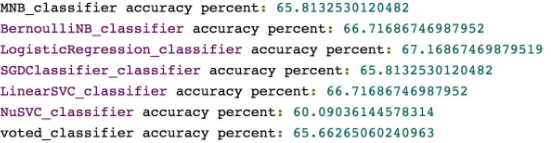 MNB_classifier accuracy percent: 65.8132530120482
BernoulliNB_classifier accuracy percent: 66.71686746987952
LogisticRegression_classifier accuracy percent: 67.16867469879519
SGDClassifier_classifier accuracy percent: 65.8132530120482
LinearSVC_classifier accuracy percent: 66.71686746987952
NuSVC_classifier accuracy percent: 60.09036144578314
voted_classifier accuracy percent: 65.66265060240963